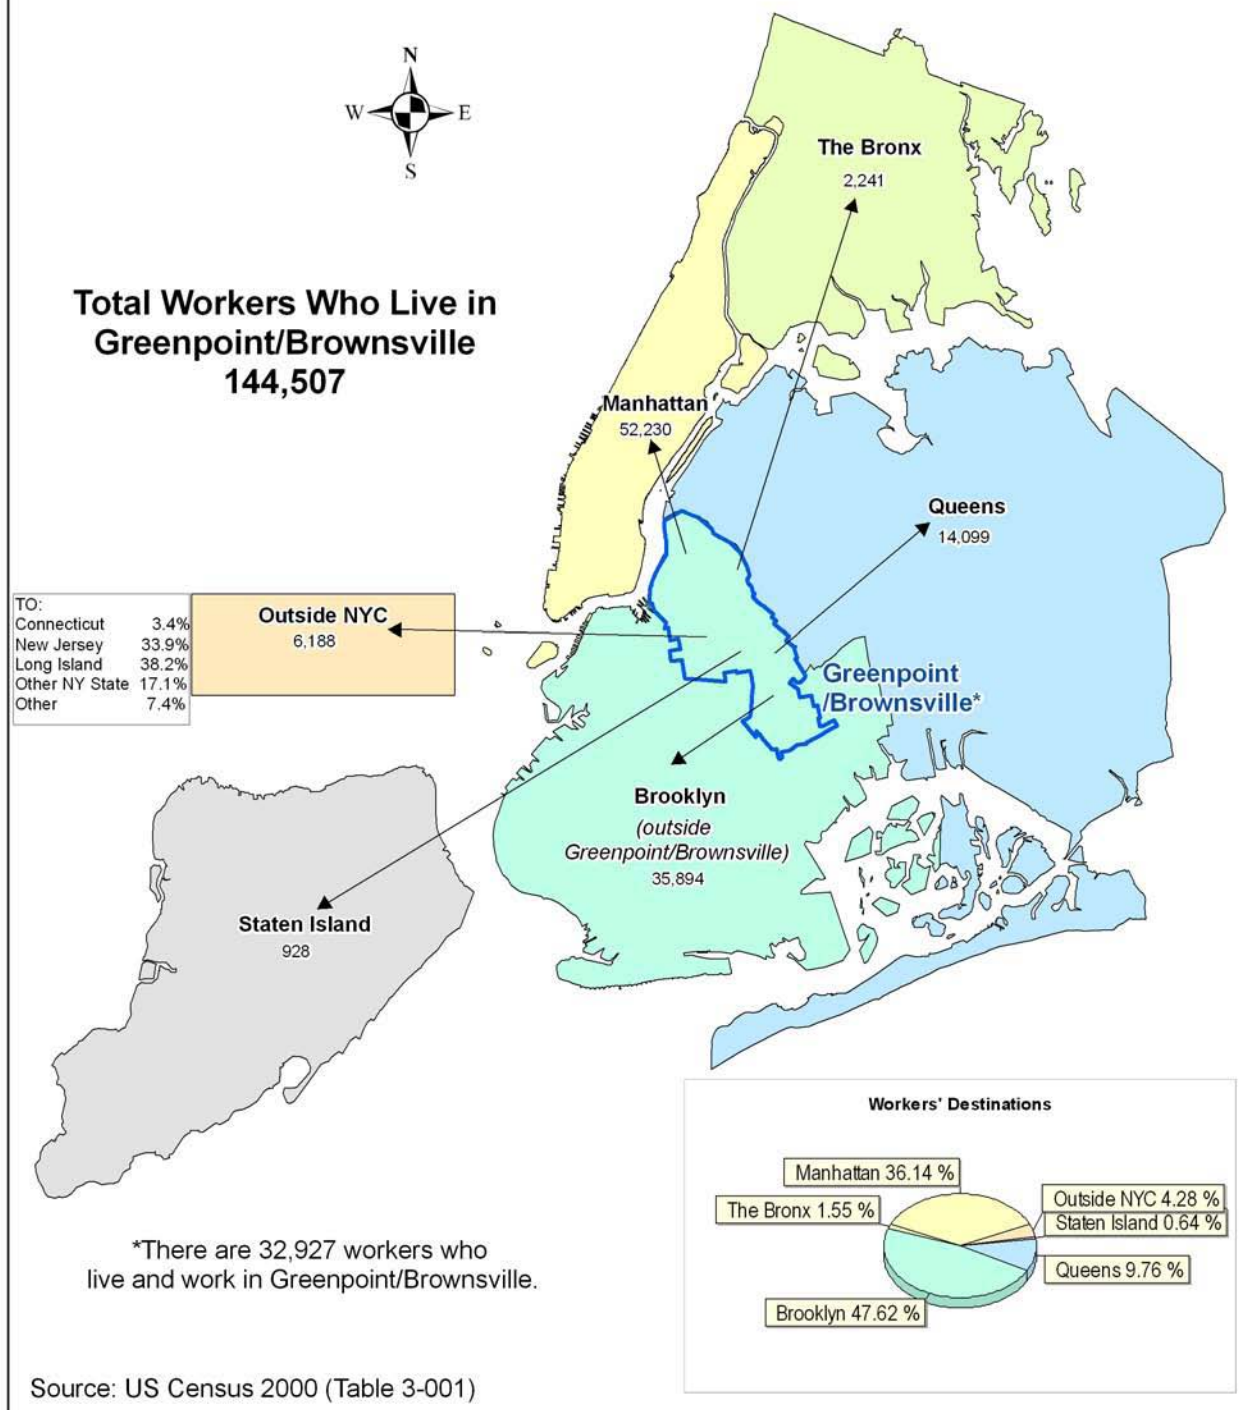 N
W E
S
The Bronx
2,241
**
Total Workers Who Live in
Greenpoint/Brownsville
144,507
Manhattan
52,230
Queens
14,099
TO:
Connecticut 3.4%
New Jersey 33.9%
Long Island 38.2%
Other NY State 17.1%
Other 7.4%
Outside NYC
6,188
Greenpoint
/Brownsville*
Brooklyn
(outside
Greenpoint/Brownsville)
35,894
Staten Island
928
Workers' Destinations
Manhattan 36.14 %
Outside NYC 4.28 %
The Bronx 1.55 %
Staten Island 0.64 %
Queens 9.76 %
Brooklyn 47.62 %
*There are 32,927 workers who
live and work in Greenpoint/Brownsville.
Source: US Census 2000 (Table 3-001)